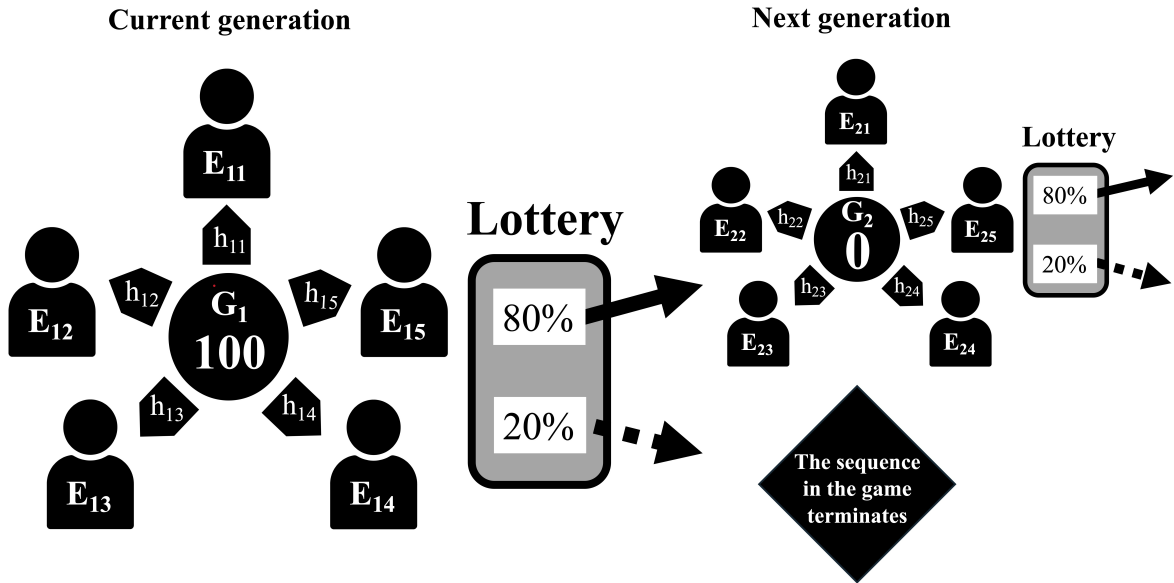 Current generation
E₁₁
h₁₁
E₁₂
h₁₂
h₁₅
E₁₅
G₁
100
h₁₃
h₁₄
E₁₃
E₁₄
Lottery
80%
20%
Next generation
E₂₁
h₂₁
E₂₂
h₂₂
h₂₅
E₂₅
G₂
0
h₂₃
h₂₄
E₂₃
E₂₄
Lottery
80%
20%
The sequence
in the game
terminates